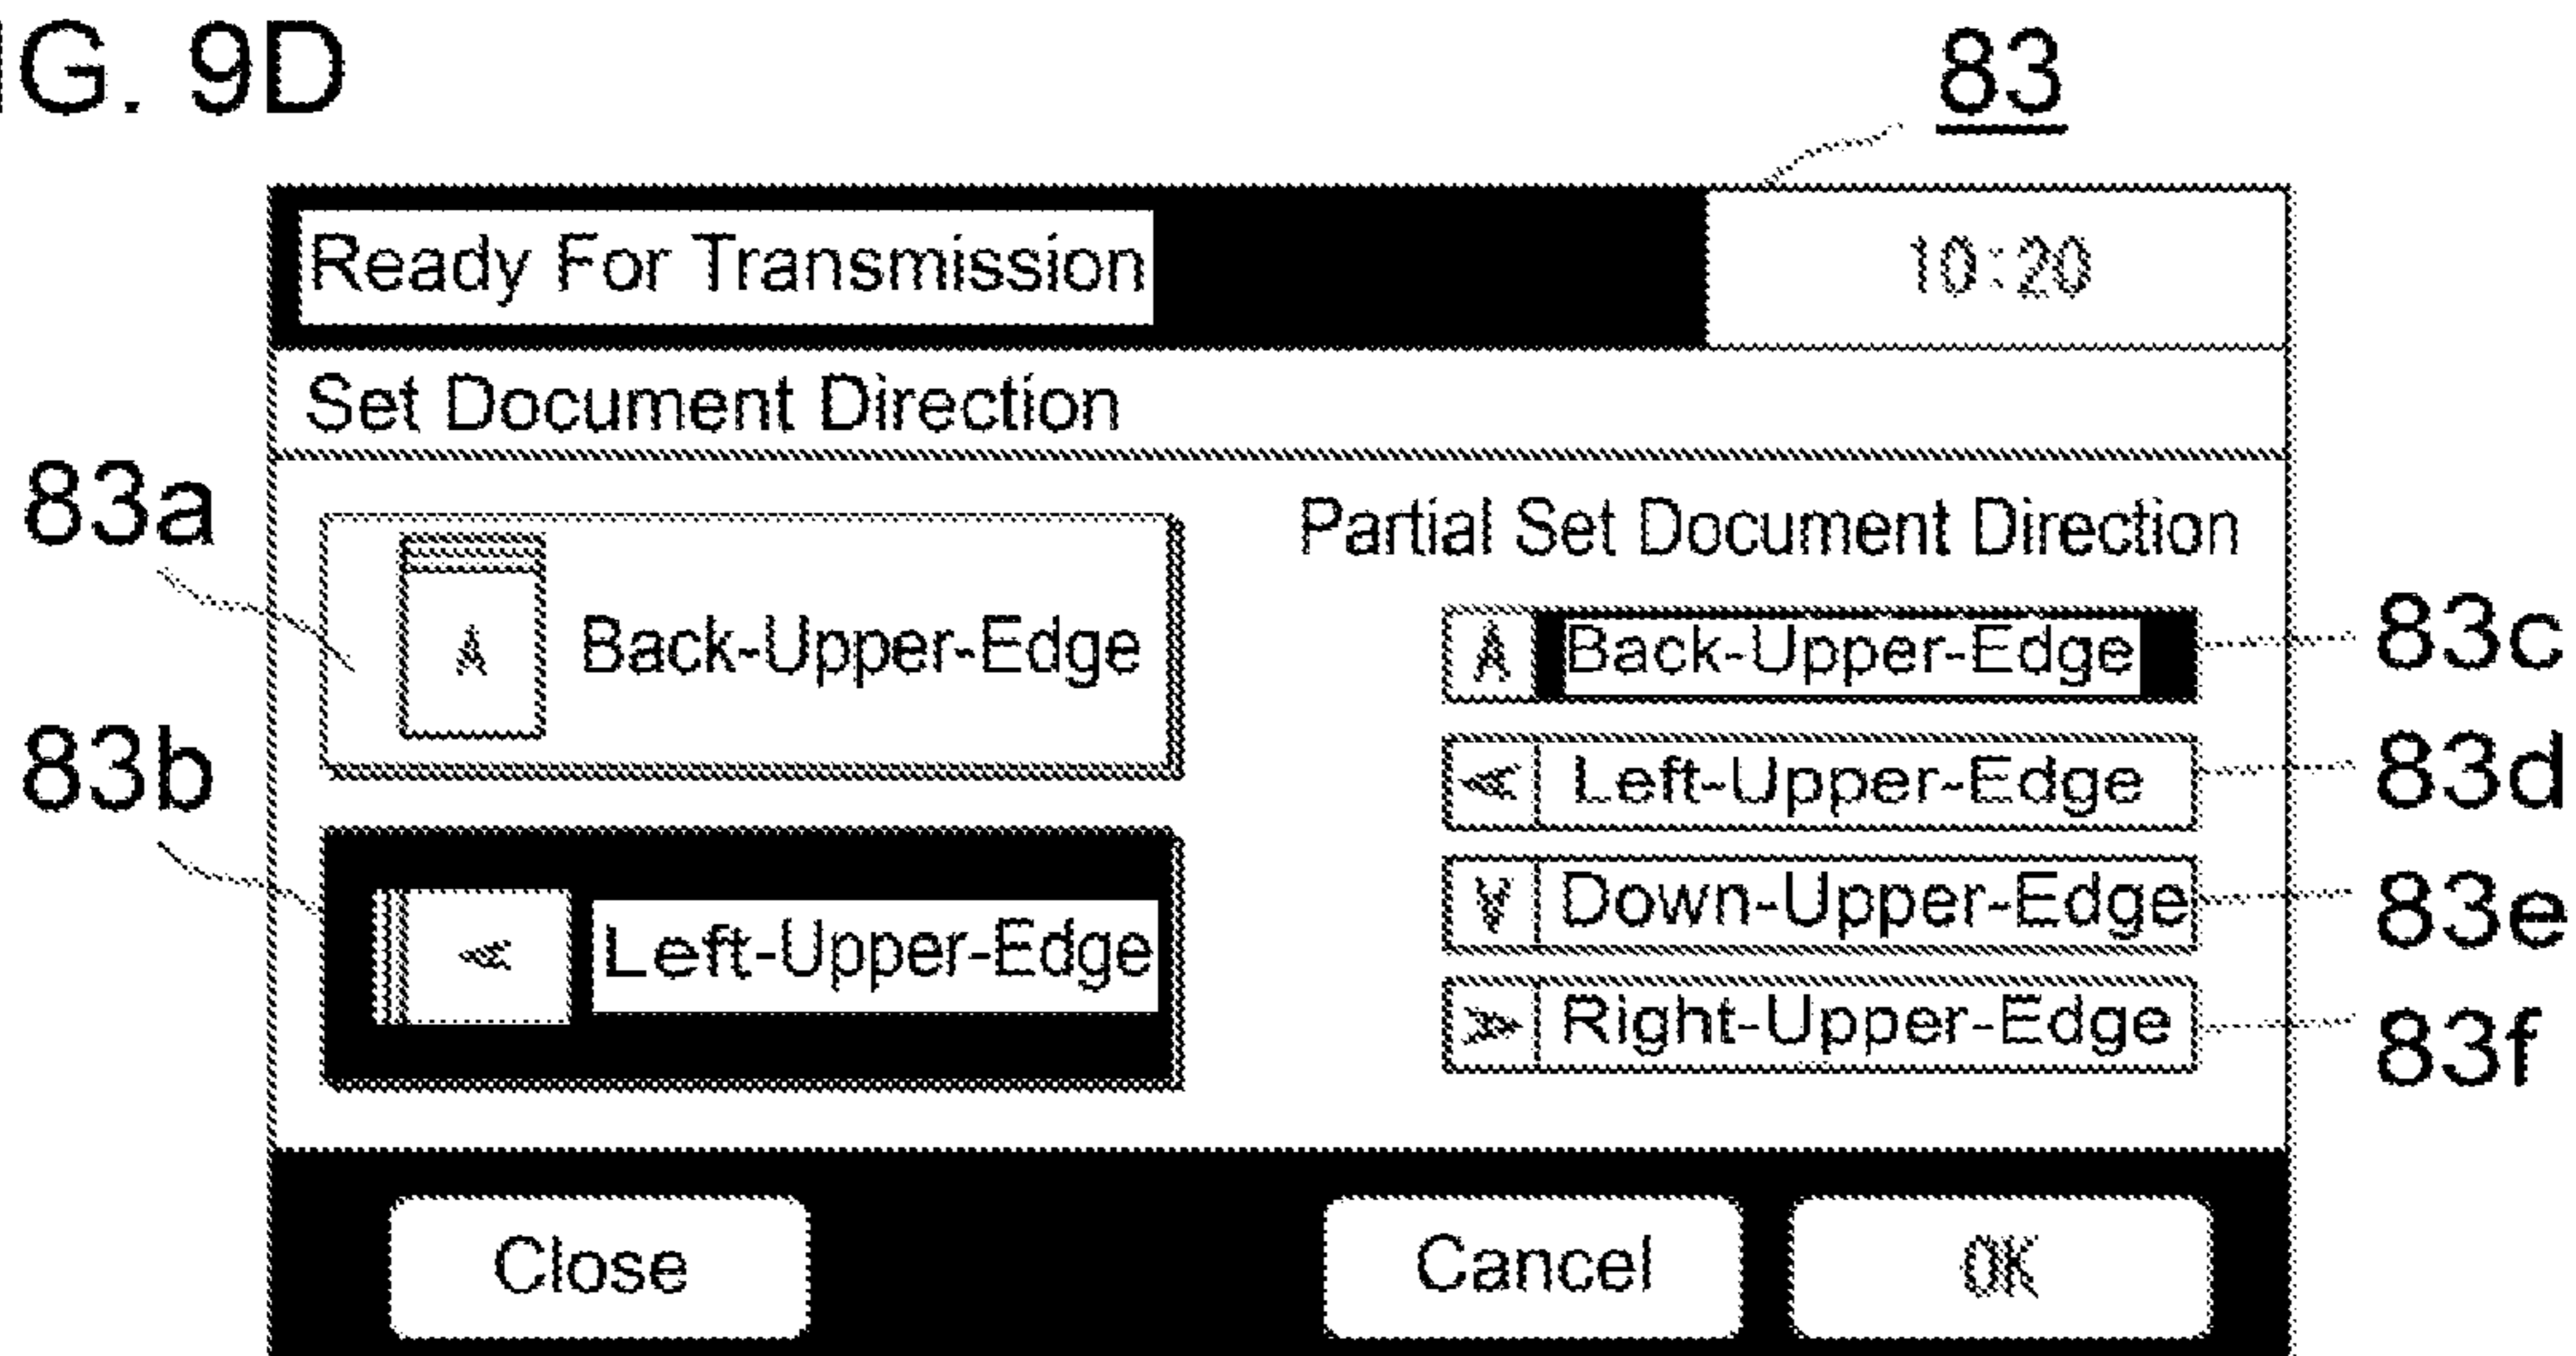 IG. 9D
83
Ready For Transmission
10:20
Set Document Direction
83a
A Back-Upper-Edge
83b
A Left-Upper-Edge
Partial Set Document Direction
A Back-Upper-Edge
83c
A Left-Upper-Edge
83d
A Down-Upper-Edge
83e
A Right-Upper-Edge
83f
Close
Cancel
OK